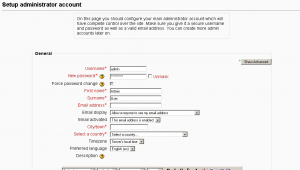 Setup administrator account
On this page you should configure your main administrator account which will
have complete control over the site. Make sure you give it a secure username
and password as well as a valid email address. You can create more admin
accounts later on.
General
Show Advanced
Username* admin
New password* Unmask
Force password change
First name* Admin
Surname* User
Email address*
Email display Allow everyone to see my email address
Email activated This email address is enabled
City/town*
Select a country* Select a country...
Timezone Server's local time
Preferred language English (en)
Description